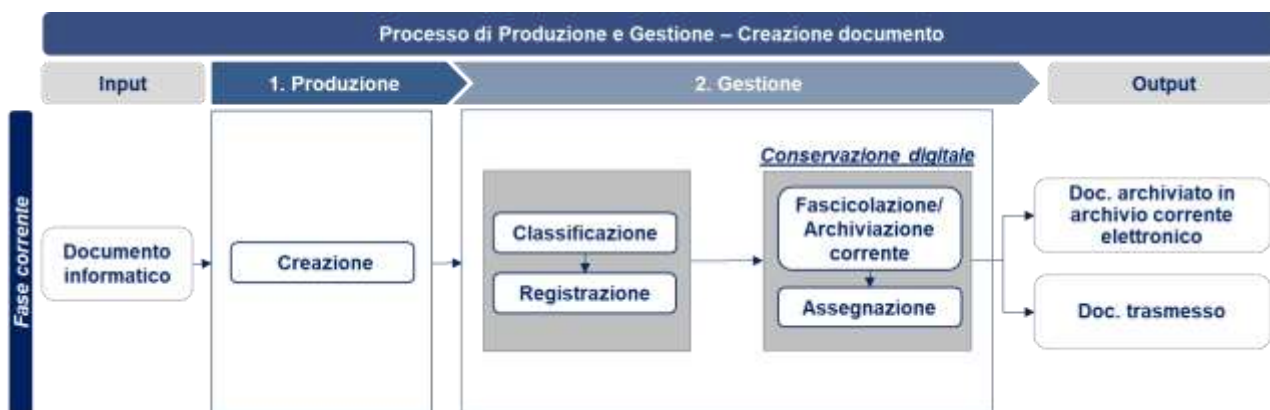 Processo di Produzione e Gestione – Creazione documento
Input
1. Produzione
2. Gestione
Output
Fase corrente
Documento
informatico
Creazione
Classificazione
Registrazione
Conservazione digitale
Fascicolazione/
Archiviazione
corrente
Assegnazione
Doc. archiviato in
archivio corrente
elettronico
Doc. trasmesso